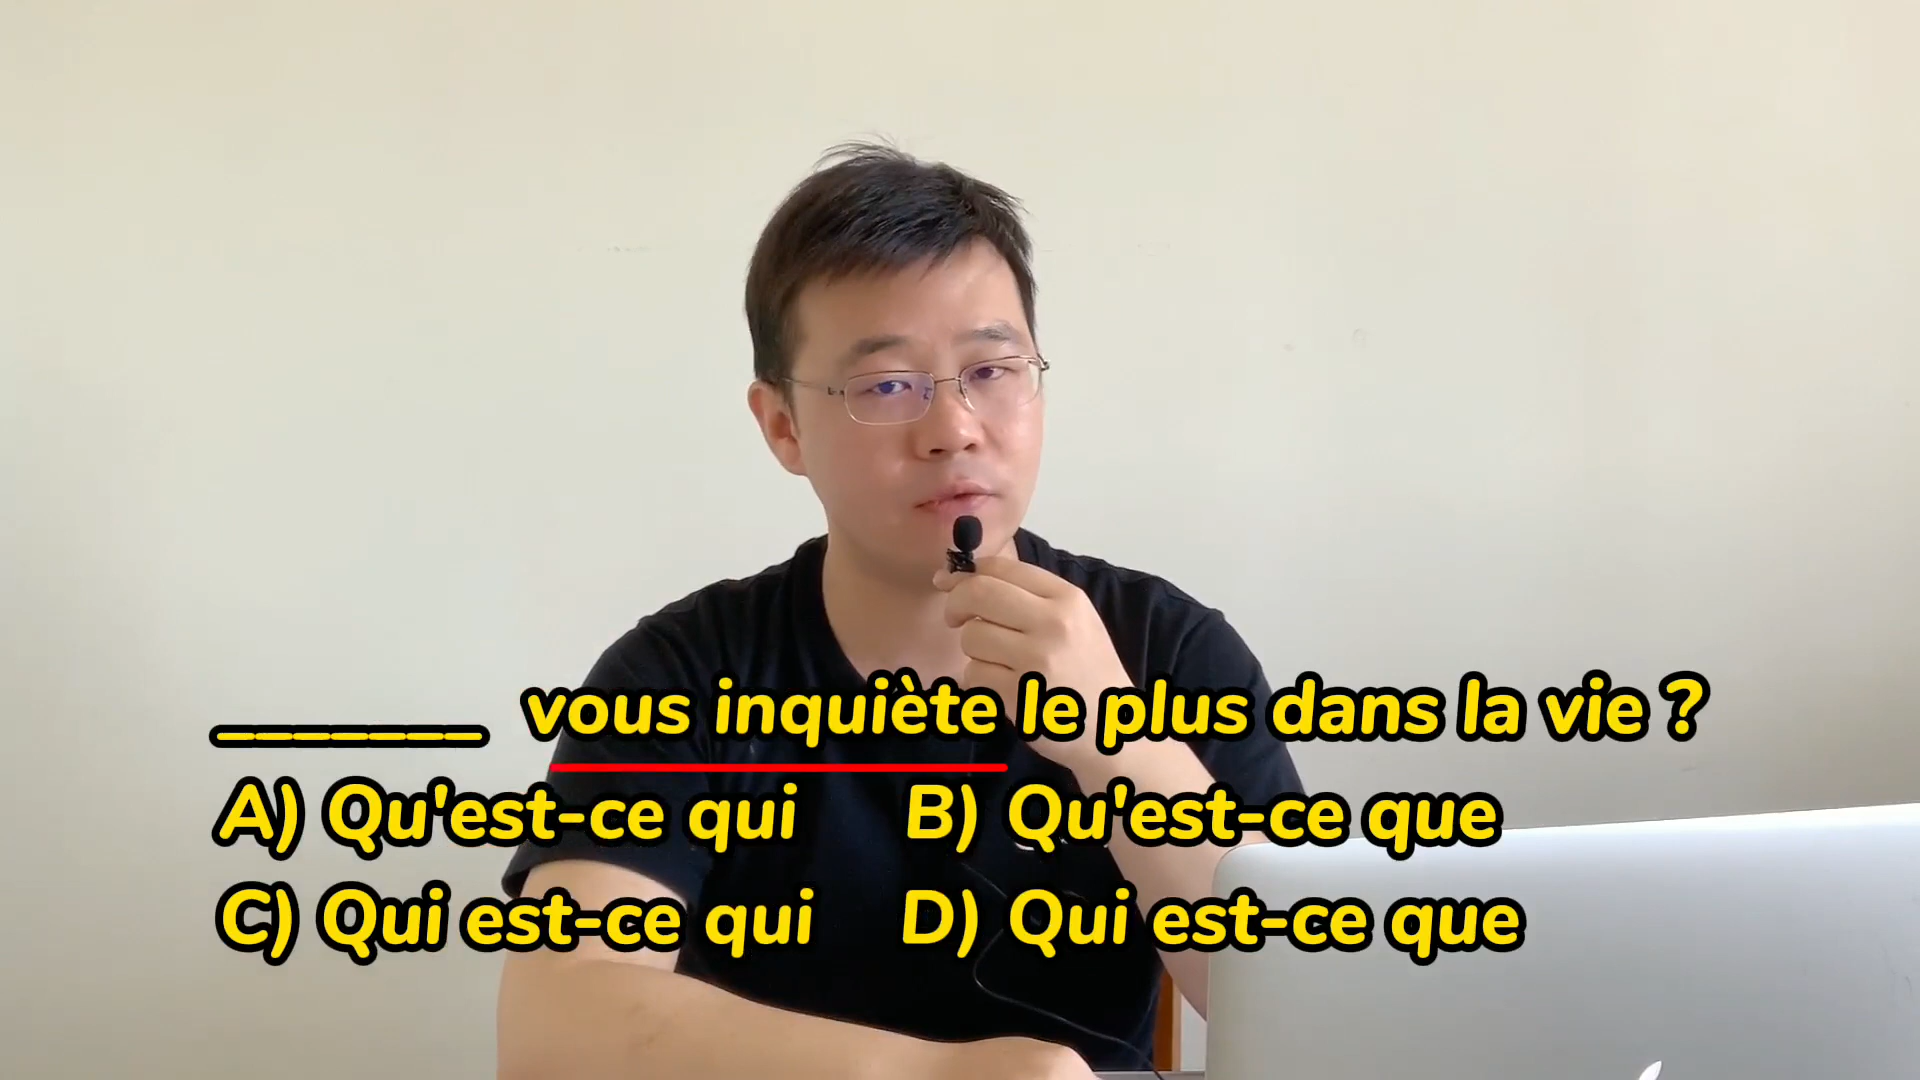 _______ vous inquiète le plus dans la vie ?
A) Qu'est-ce qui B) Qu'est-ce que
C) Qui est-ce qui D) Qui est-ce que